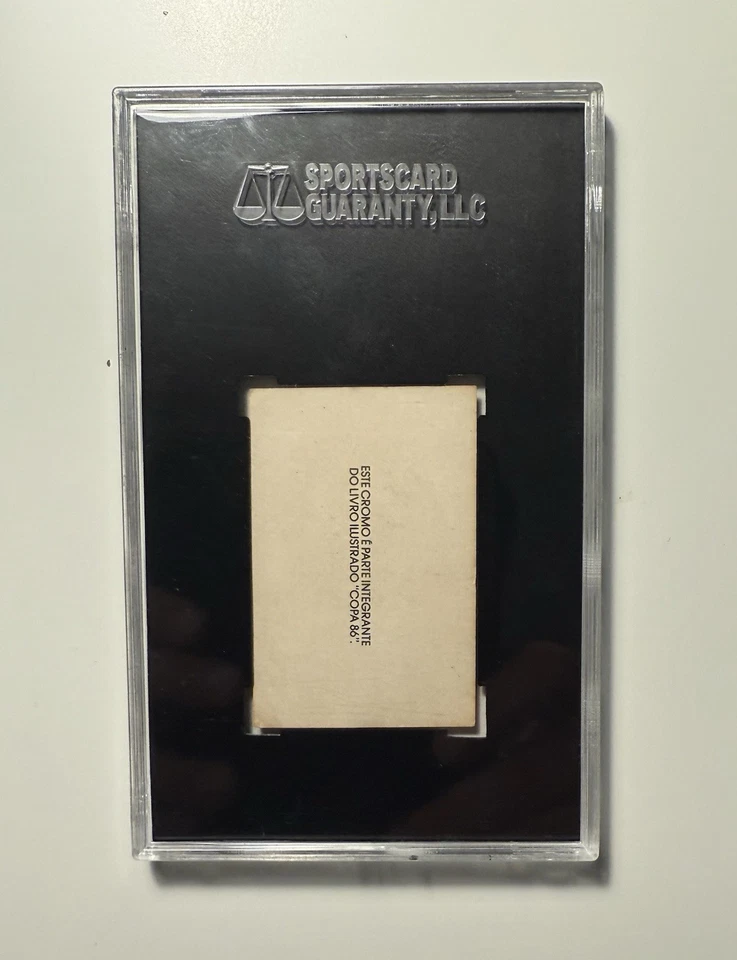 SPORTSCARD
GUARANTY, LLC
ESTE CROMO É PARTE INTEGRANTE
DO LIVRO ILUSTRADO "COPA 86".